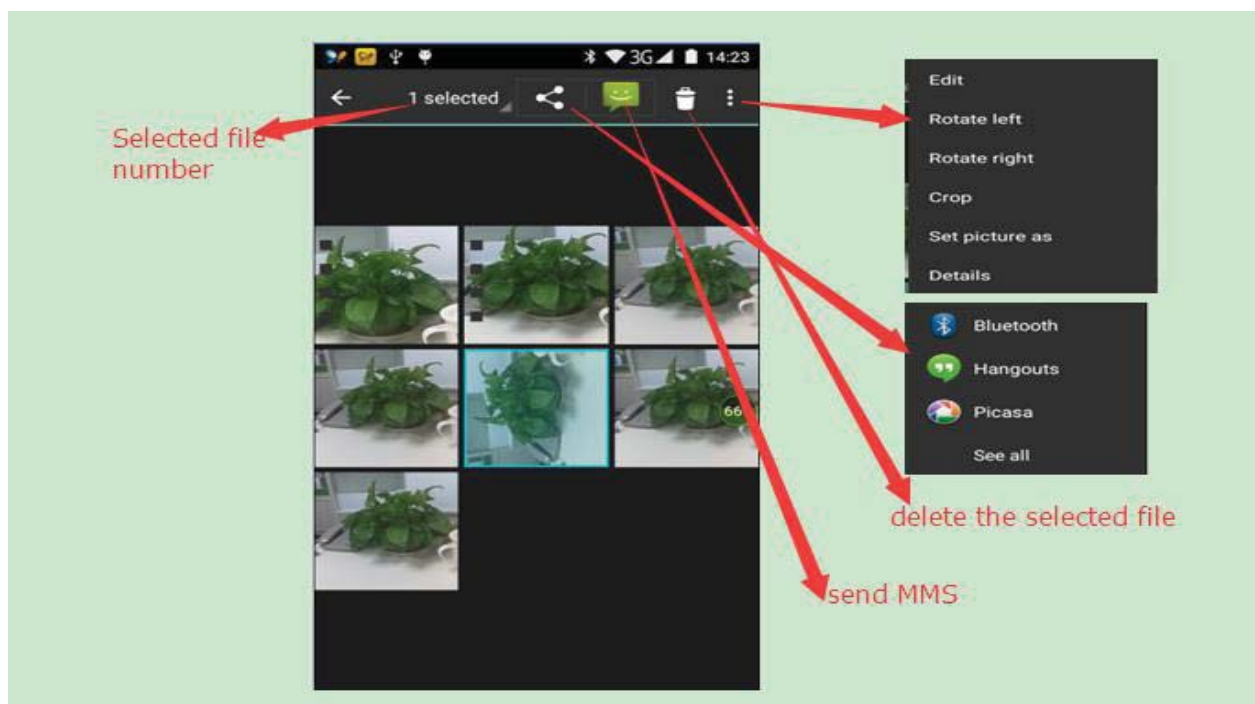 3G 14:23
1 selected
Selected file
number
Edit
Rotate left
Rotate right
Crop
Set picture as
Details
Bluetooth
Hangouts
Picasa
See all
66
delete the selected file
send MMS